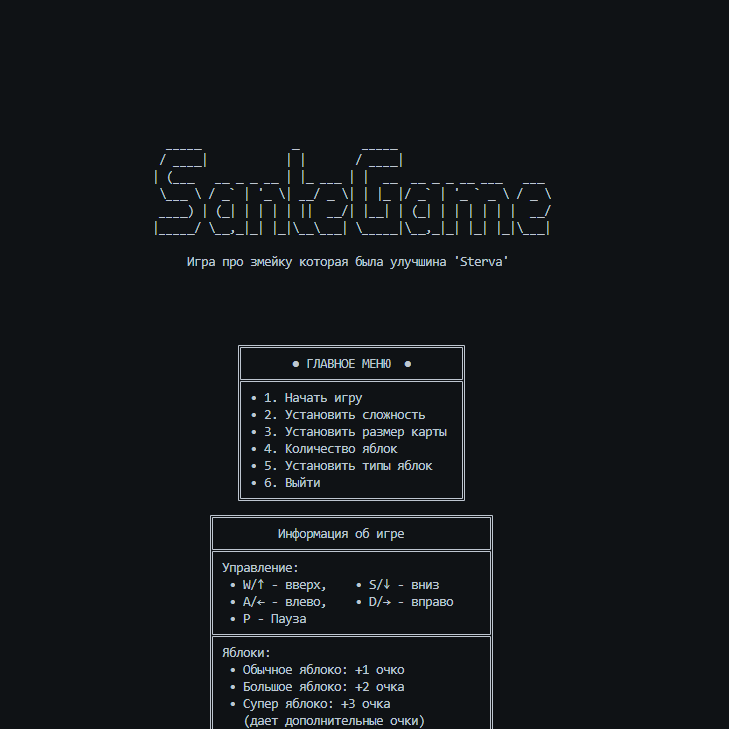 SanteGame
Игра про змейку которая была улучшина 'Sterva'
● ГЛАВНОЕ МЕНЮ ●
• 1. Начать игру
• 2. Установить сложность
• 3. Установить размер карты
• 4. Количество яблок
• 5. Установить типы яблок
• 6. Выйти
Информация об игре
Управление:
• W/↑ - вверх, • S/↓ - вниз
• A/← - влево, • D/→ - вправо
• P - Пауза
Яблоки:
• Обычное яблоко: +1 очко
• Большое яблоко: +2 очка
• Супер яблоко: +3 очка
(дает дополнительные очки)